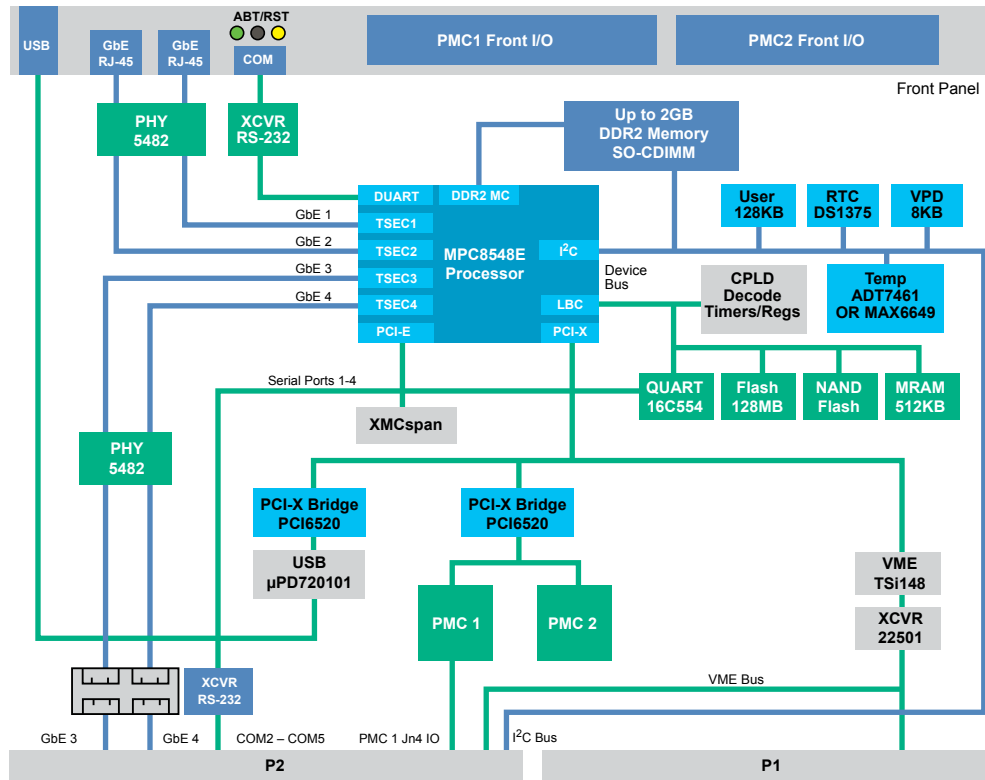 USB
GbE
RJ-45
GbE
RJ-45
ABT/RST
COM
PMC1 Front I/O
PMC2 Front I/O
Front Panel
PHY
5482
XCVR
RS-232
Up to 2GB
DDR2 Memory
SO-CDIMM
DUART
DDR2 MC
TSEC1
TSEC2
TSEC3
TSEC4
PCI-E
MPC8548E
Processor
I²C
LBC
PCI-X
GbE 1
GbE 2
GbE 3
GbE 4
User
128KB
RTC
DS1375
VPD
8KB
Device
Bus
CPLD
Decode
Timers/Regs
Temp
ADT7461
OR MAX6649
Serial Ports 1-4
QUART
16C554
Flash
128MB
NAND
Flash
MRAM
512KB
XMCspan
PHY
5482
PCI-X Bridge
PCI6520
PCI-X Bridge
PCI6520
USB
µPD720101
VME
TSi148
PMC 1
PMC 2
XCVR
22501
XCVR
RS-232
VME Bus
GbE 3
GbE 4
COM2 – COM5
PMC 1 Jn4 IO
I²C Bus
P2
P1